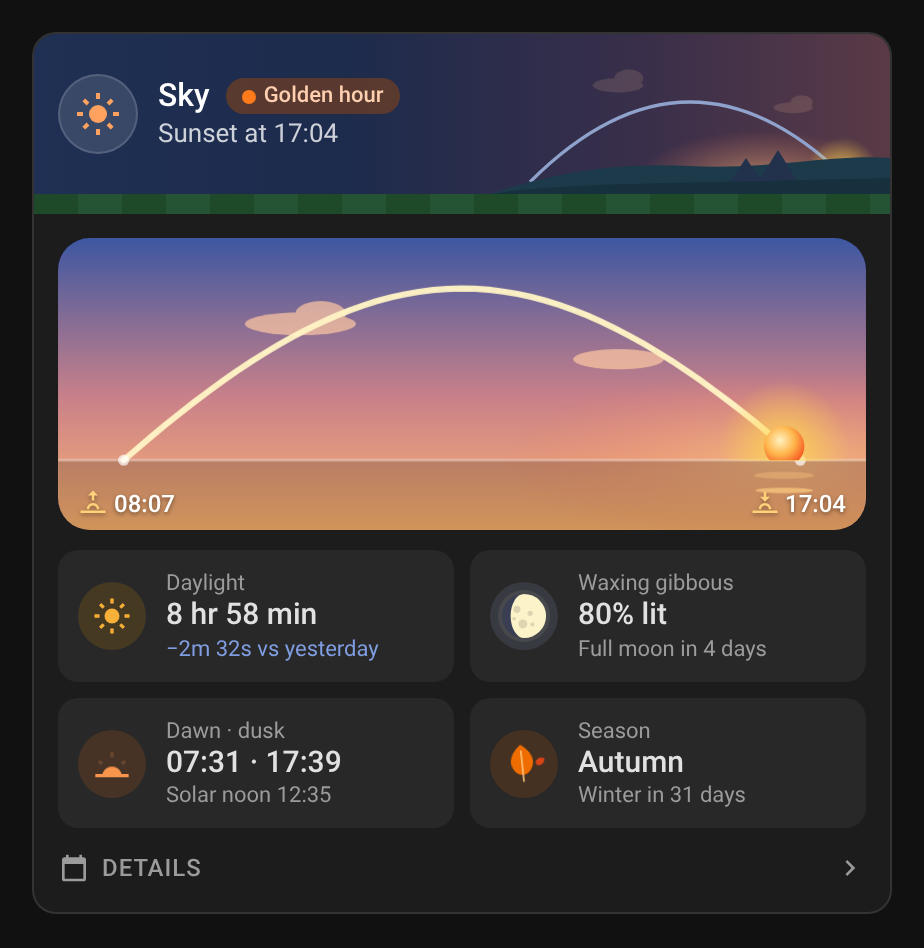 Sky
Golden hour
Sunset at 17:04
08:07
17:04
Daylight
8 hr 58 min
−2m 32s vs yesterday
Waxing gibbous
80% lit
Full moon in 4 days
Dawn · dusk
07:31 · 17:39
Solar noon 12:35
Season
Autumn
Winter in 31 days
DETAILS